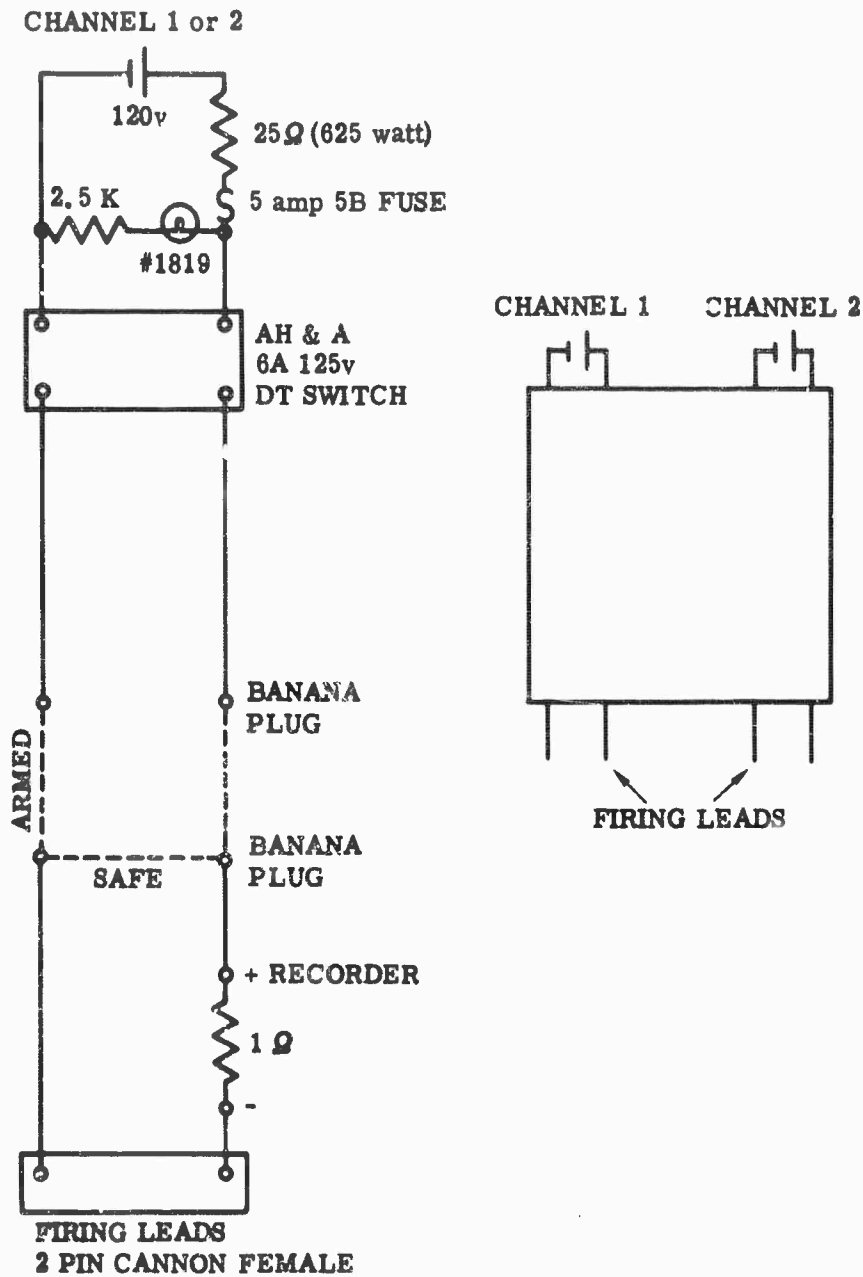 CHANNEL 1 or 2
120v
25Ω (625 watt)
2.5 K
5 amp 5B FUSE
#1819
AH & A
6A 125v
DT SWITCH
BANANA
PLUG
ARMED
BANANA
PLUG
SAFE
+ RECORDER
1 Ω
-
FIRING LEADS
2 PIN CANNON FEMALE
CHANNEL 1
CHANNEL 2
FIRING LEADS